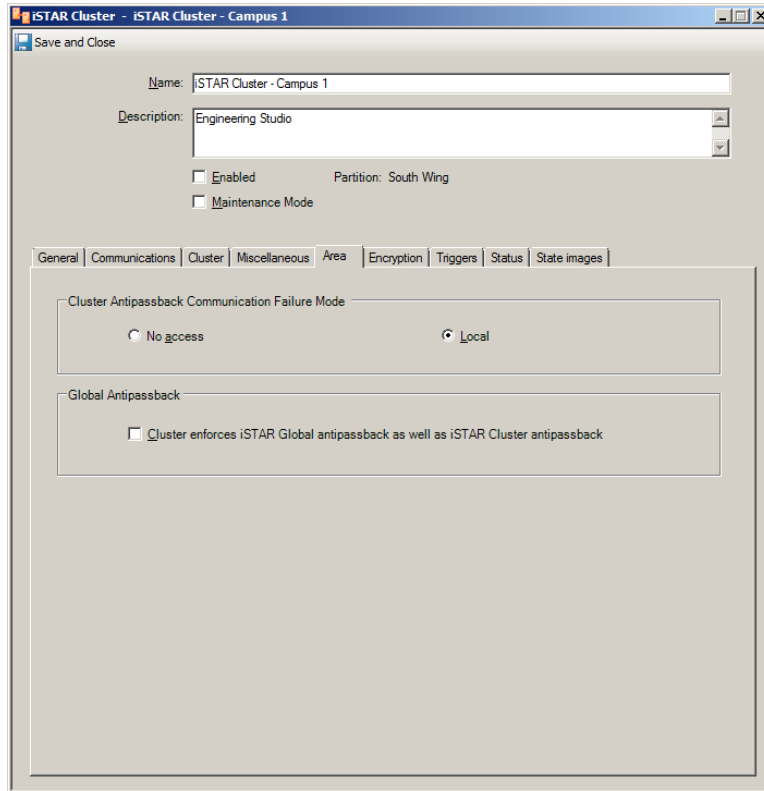 iSTAR Cluster - iSTAR Cluster - Campus 1
Save and Close
Name: iSTAR Cluster - Campus 1
Description: Engineering Studio
Enabled Partition: South Wing
Maintenance Mode
General Communications Cluster Miscellaneous Area Encryption Triggers Status State images
Cluster Antipassback Communication Failure Mode
No access Local
Global Antipassback
Cluster enforces iSTAR Global antipassback as well as iSTAR Cluster antipassback